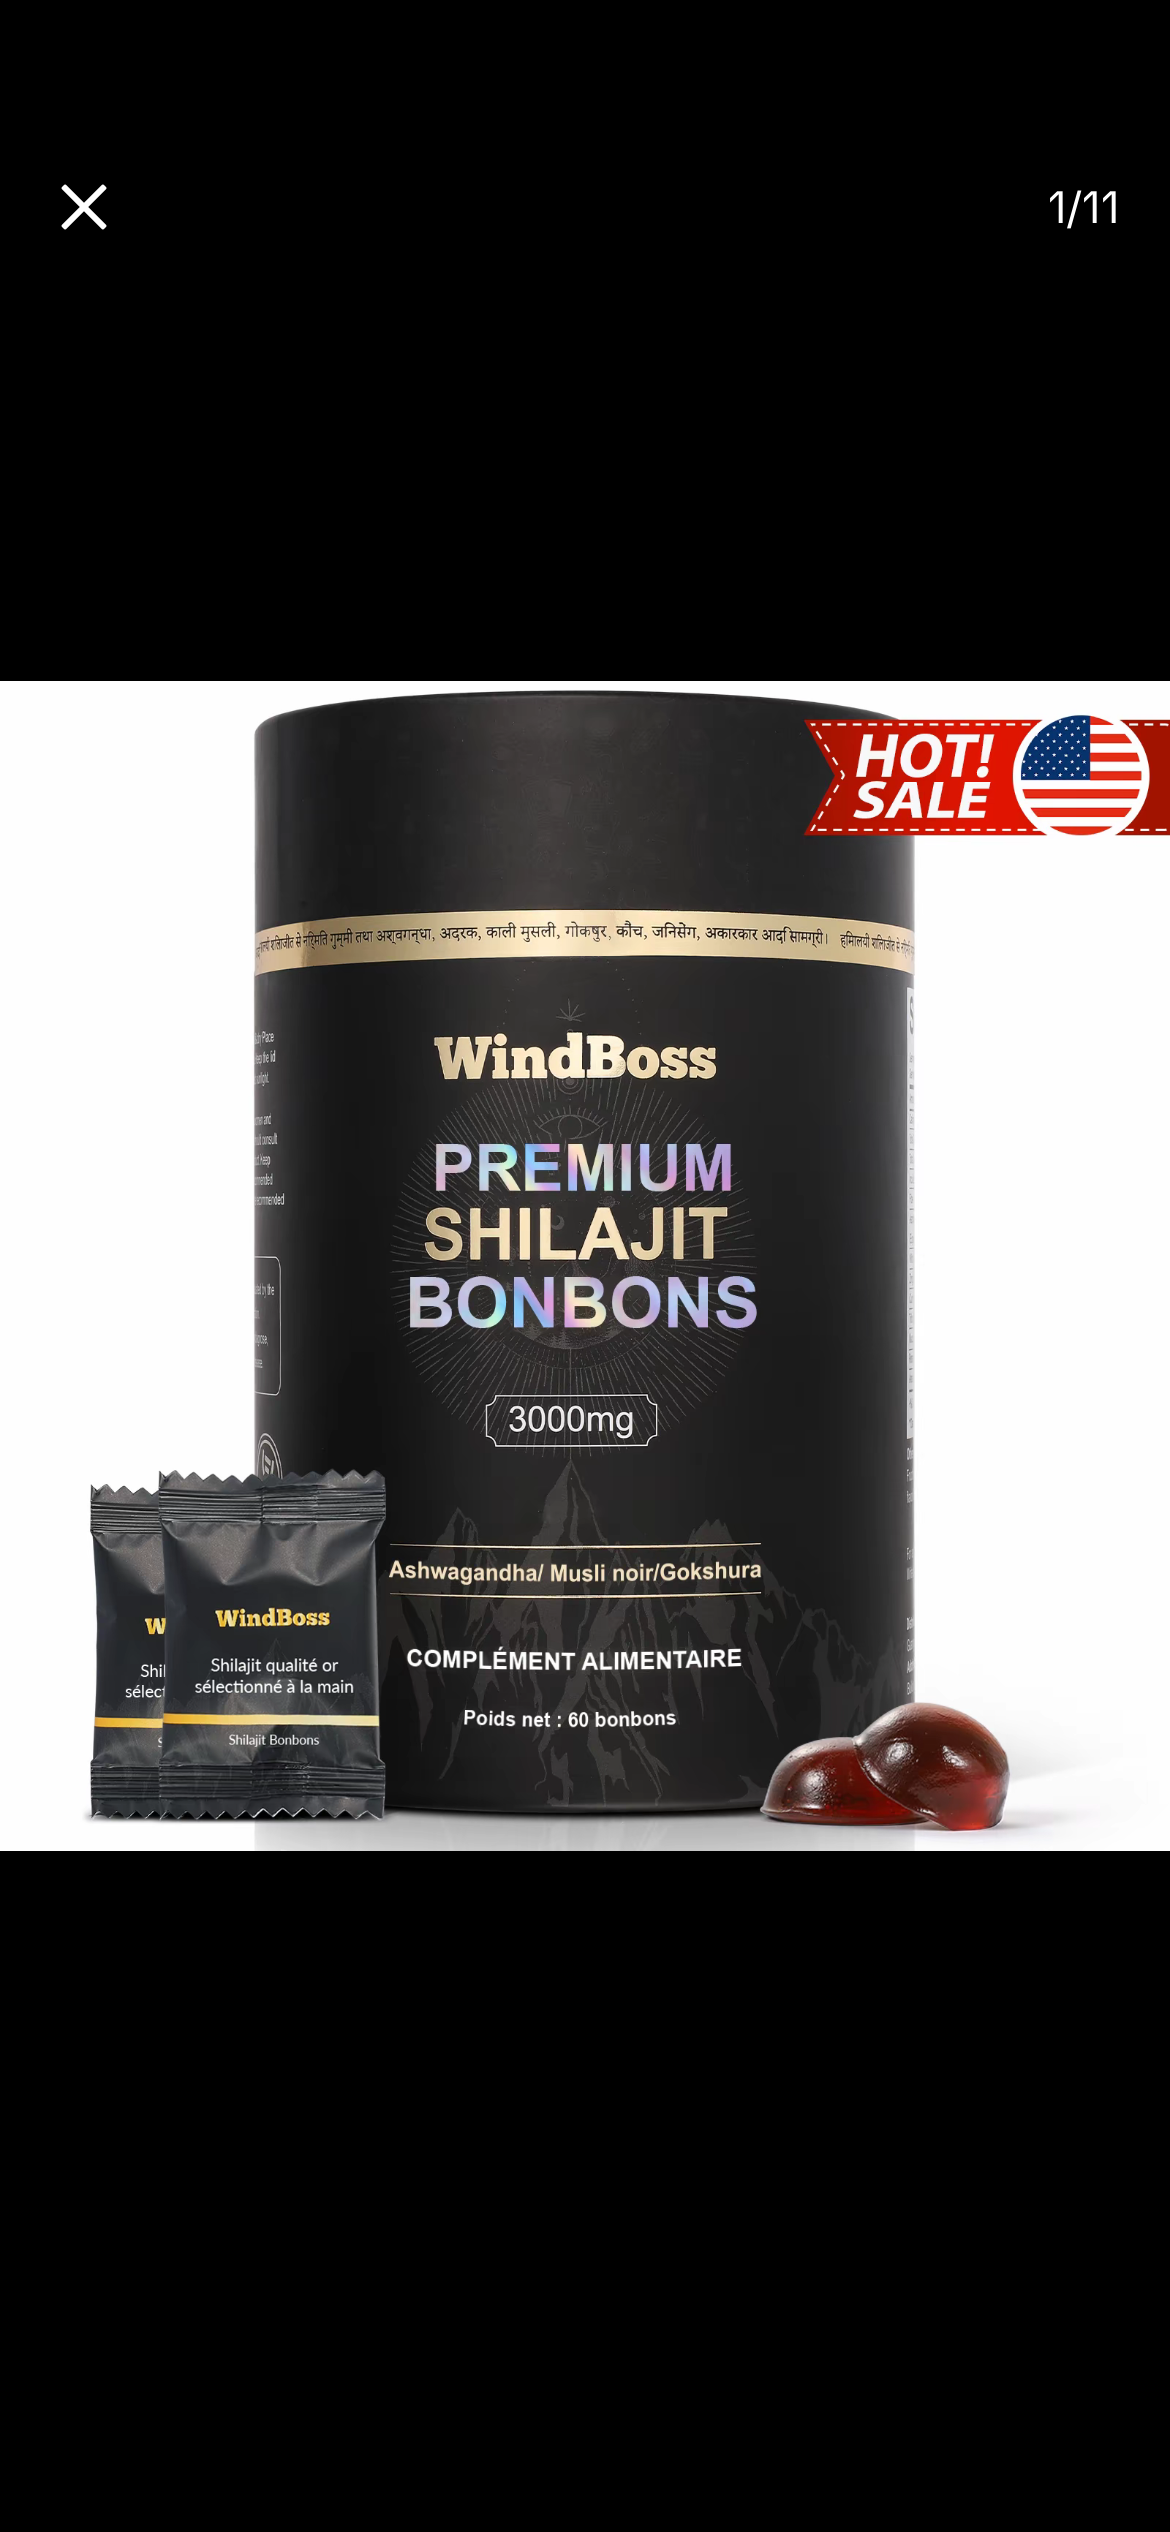 1/11
HOT!
SALE
से नर्िमति गुम्मी तथा अश्वगन्धा, अदरक, काली मुसली, गोकषुर, कौच, जनिसेंग, अकारकार आदि सामग्री।
WindBoss
PREMIUM
SHILAJIT
BONBONS
3000mg
Ashwagandha/ Musli noir/Gokshura
COMPLÉMENT ALIMENTAIRE
Poids net : 60 bonbons
WindBoss
Shilajit qualité or
sélectionné à la main
Shilajit Bonbons